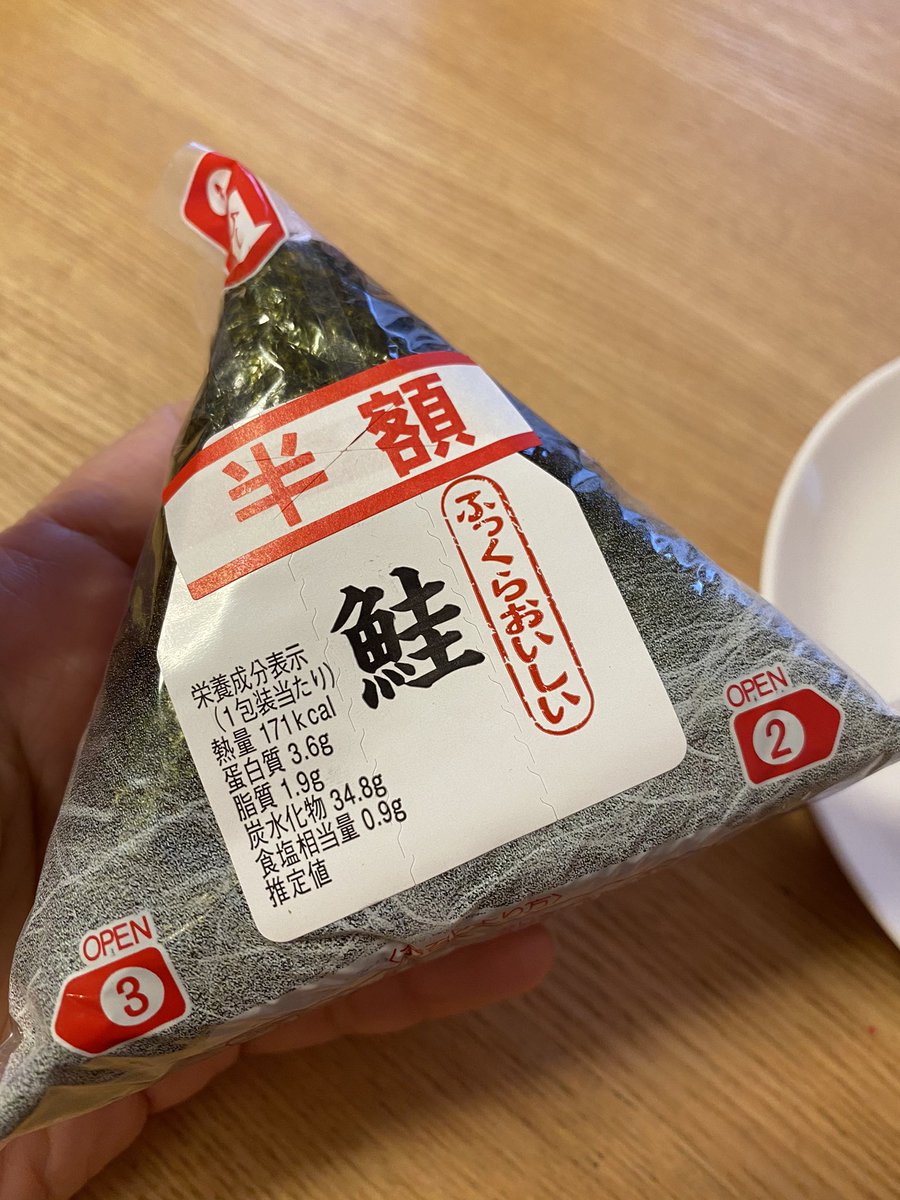 半額
鮭
ふっくらおいしい
栄養成分表示
(1包装当たり)
熱量 171kcal
蛋白質 3.6g
脂質 1.9g
炭水化物 34.8g
食塩相当量 0.9g
推定値
OPEN
2
OPEN
3